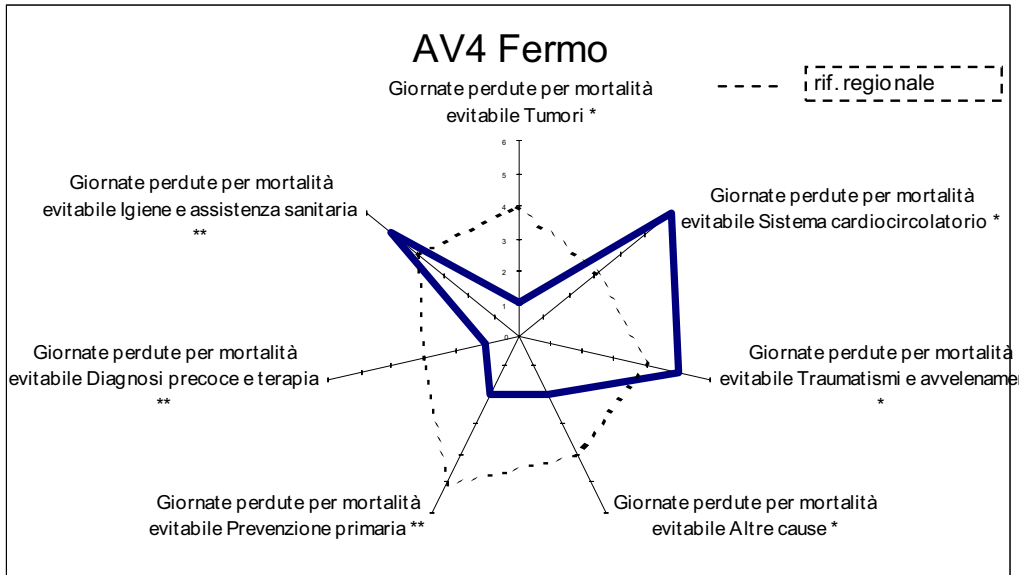 AV4 Fermo
rif. regionale
Giornate perdute per mortalità
evitabile Tumori *
6
5
4
3
2
1
0
Giornate perdute per mortalità
evitabile Sistema cardiocircolatorio *
Giornate perdute per mortalità
evitabile Traumatismi e avvelename
*
Giornate perdute per mortalità
evitabile Altre cause *
Giornate perdute per mortalità
evitabile Prevenzione primaria **
Giornate perdute per mortalità
evitabile Diagnosi precoce e terapia
**
Giornate perdute per mortalità
evitabile Igiene e assistenza sanitaria
**